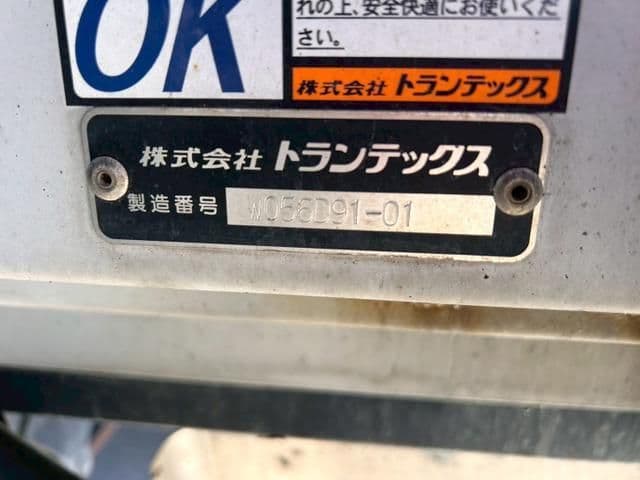 OK
れの上、安全快適にお使いくだ
さい。
株式会社 トランテックス
株式会社 トランテックス
製造番号 W056D91-01